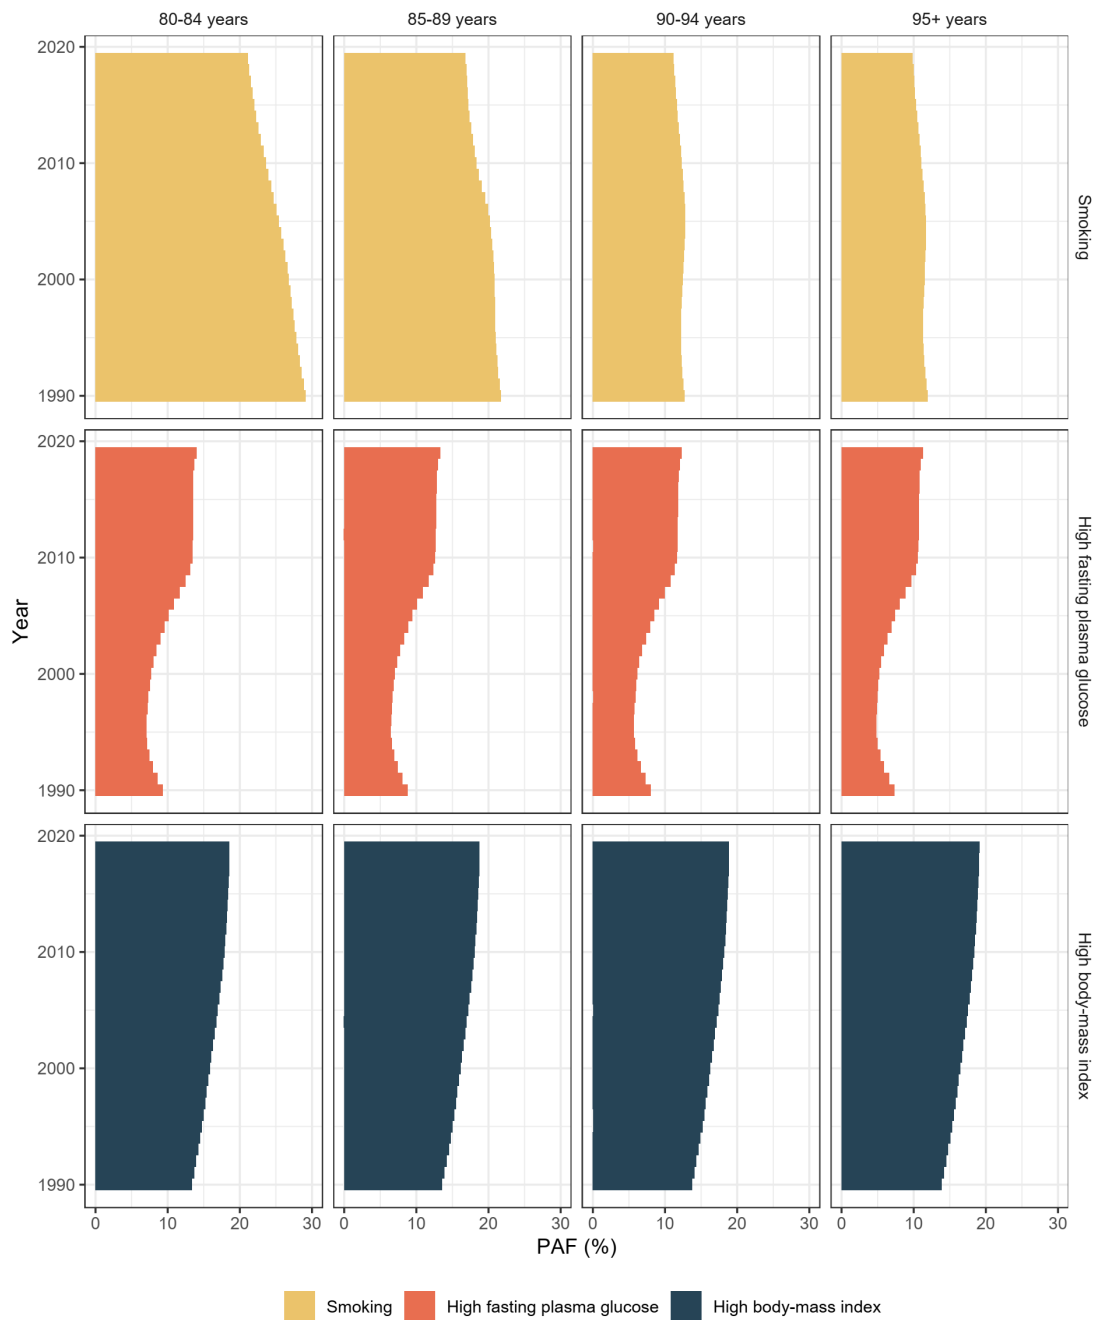 80-84 years
85-89 years
90-94 years
95+ years
2020
2010
2000
1990
Smoking
2020
2010
2000
1990
High fasting plasma glucose
2020
2010
2000
1990
High body-mass index
Year
0 10 20 30
0 10 20 30
0 10 20 30
0 10 20 30
PAF (%)
Smoking
High fasting plasma glucose
High body-mass index